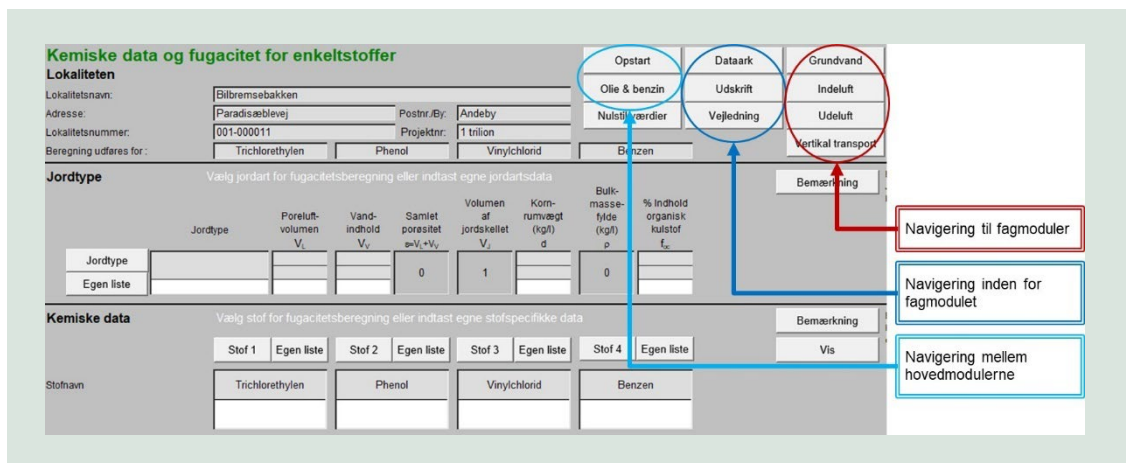 Kemiske data og fugacitet for enkeltstoffer
Lokaliteten
Opstart Dataark Grundvand
Lokalitetsnavn: Bilbremsebakken Olie & benzin Udskrift Indeluft
Adresse: Paradisæblevej Postnr./By: Andeby Nulstil værdier Vejledning Udeluft
Lokalitetsnummer: 001-000011 Projektnr: 1 trilion
Beregning udføres for : Trichlorethylen Phenol Vinylchlorid Benzen Vertikal transport
Jordtype Vælg jordart for fugacitetsberegning eller indtast egne jordartsdata Bemærkning
Jordtype
Poreluft-
volumen
V_L
Vand-
indhold
V_V
Samlet
porøsitet
ε=V_L+V_V
Volumen
af
jordskellet
V_J
Korn-
rumvægt
(kg/l)
d
Bulk-
masse-
fylde
(kg/l)
ρ
% Indhold
organisk
kulstof
Jordtype
Egen liste
0 1 0
Kemiske data Vælg stof for fugacitetsberegning eller indtast egne stofspecifikke data Bemærkning
Stof 1 Egen liste Stof 2 Egen liste Stof 3 Egen liste Stof 4 Egen liste Vis
Stofnavn Trichlorethylen Phenol Vinylchlorid Benzen
Navigering til fagmoduler
Navigering inden for
fagmodulet
Navigering mellem
hovedmodulerne